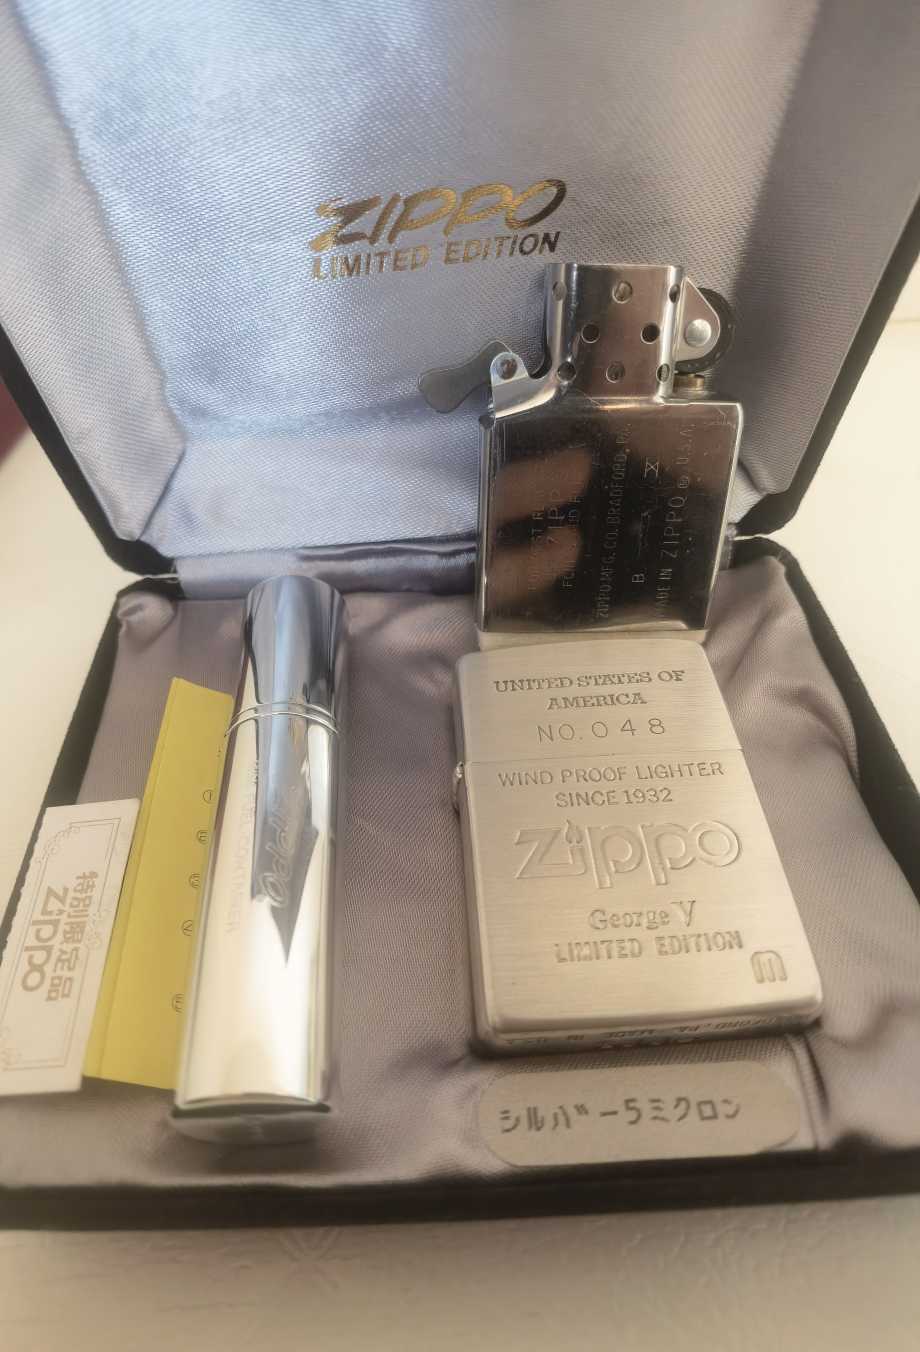 ZIPPO
LIMITED EDITION
ZIPPO MFG. CO. BRADFORD, PA.
B X
MADE IN ZIPPO ® U.S.A.
UNITED STATES OF
AMERICA
NO. 048
WIND PROOF LIGHTER
SINCE 1932
Zippo
George V
LIMITED EDITION
m
シルバー5ミクロン
特別限定品
Zippo